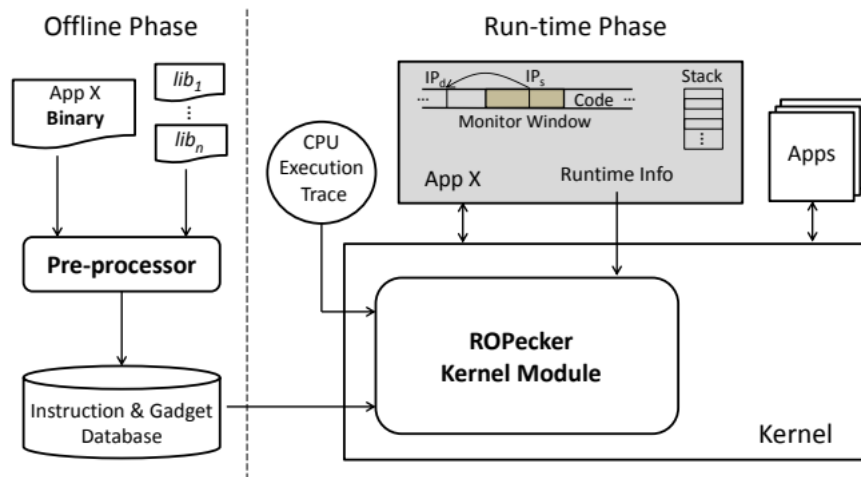 Offline Phase
App X
Binary
lib1
⋮
libn
Pre-processor
Instruction & Gadget
Database
Run-time Phase
CPU
Execution
Trace
IPd
IPs
Stack
···
Code
···
Monitor Window
⋮
App X
Runtime Info
Apps
ROPecker
Kernel Module
Kernel